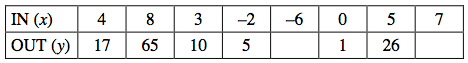 IN (x) 4 8 3 –2 –6 0 5 7
OUT (y) 17 65 10 5 1 26